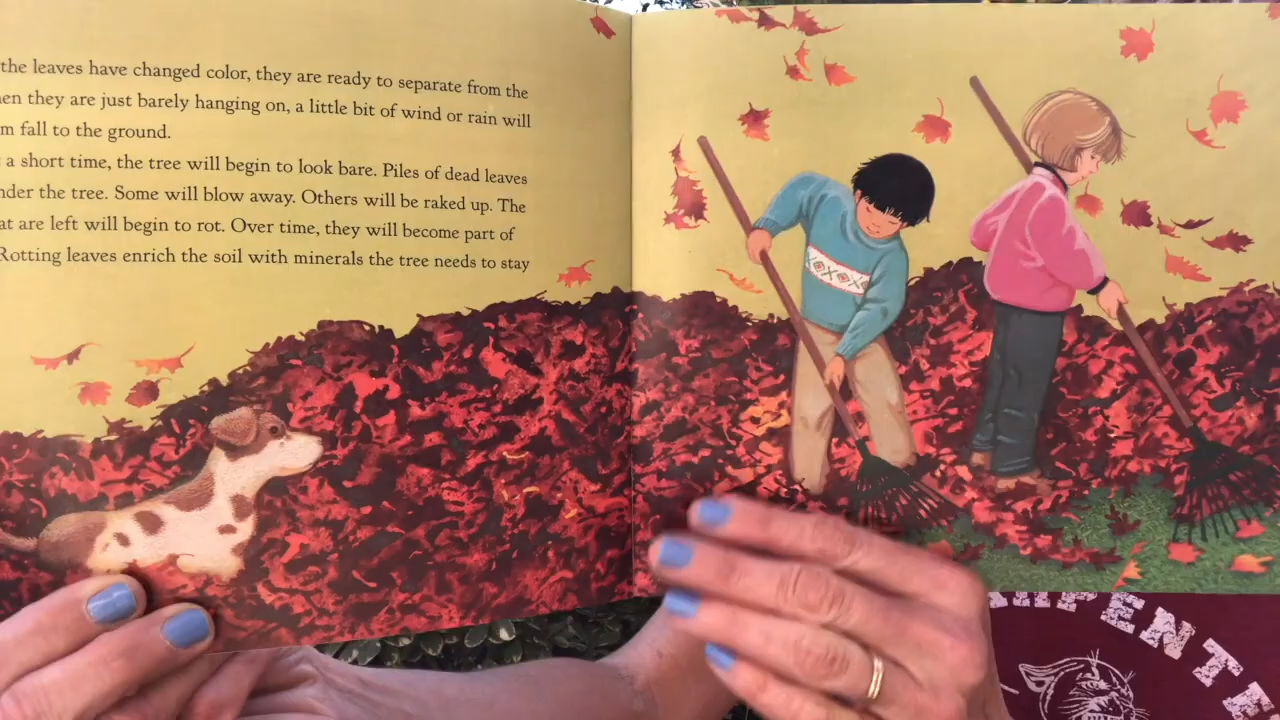 the leaves have changed color, they are ready to separate from the
they are just barely hanging on, a little bit of wind or rain will
fall to the ground.
a short time, the tree will begin to look bare. Piles of dead leaves
the tree. Some will blow away. Others will be raked up. The
are left will begin to rot. Over time, they will become part of
Rotting leaves enrich the soil with minerals the tree needs to stay